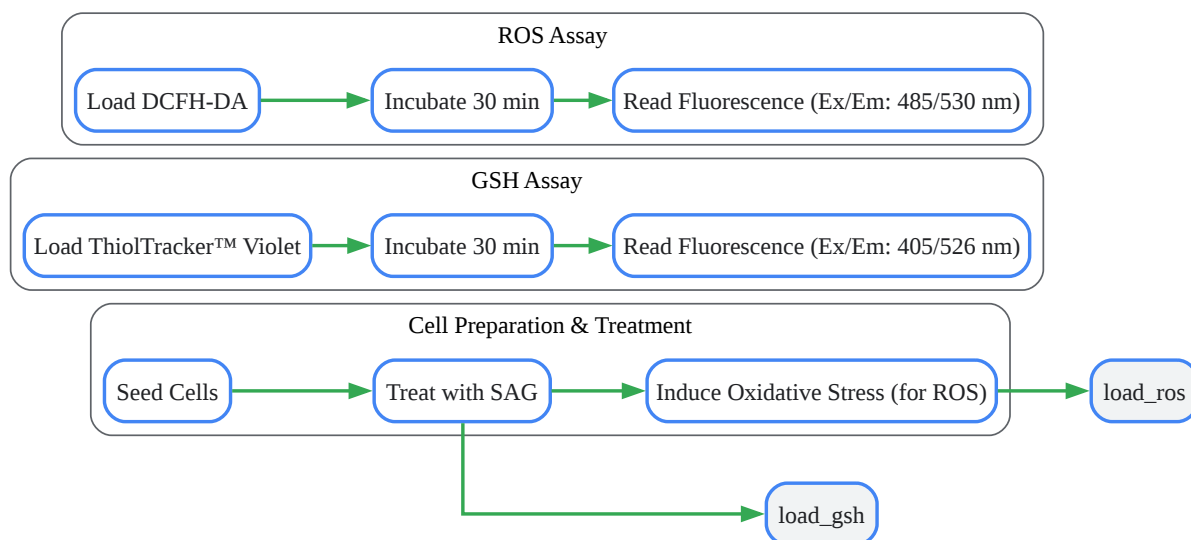 ROS Assay
Load DCFH-DA
Incubate 30 min
Read Fluorescence (Ex/Em: 485/530 nm)
GSH Assay
Load ThiolTracker™ Violet
Incubate 30 min
Read Fluorescence (Ex/Em: 405/526 nm)
Cell Preparation & Treatment
Seed Cells
Treat with SAG
Induce Oxidative Stress (for ROS)
load_ros
load_gsh